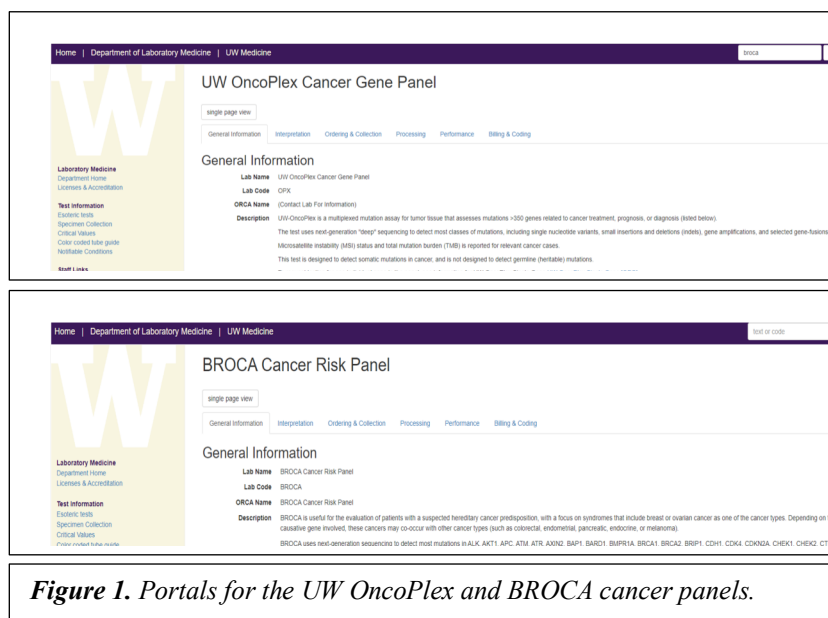 Home | Department of Laboratory Medicine | UW Medicine
broca
UW OncoPlex Cancer Gene Panel
single page view
General Information Interpretation Ordering & Collection Processing Performance Billing & Coding
General Information
Laboratory Medicine
Department Home
Licenses & Accreditation
Test Information
Esoteric tests
Specimen Collection
Critical Values
Color coded tube guide
Notifiable Conditions
Staff Links
Lab Name UW OncoPlex Cancer Gene Panel
Lab Code OPX
ORCA Name (Contact Lab For Information)
Description UW-OncoPlex is a multiplexed mutation assay for tumor tissue that assesses mutations >350 genes related to cancer treatment, prognosis, or diagnosis (listed below).
The test uses next-generation "deep" sequencing to detect most classes of mutations, including single nucleotide variants, small insertions and deletions (indels), gene amplifications, and selected gene-fusions
Microsatellite instability (MSI) status and total mutation burden (TMB) is reported for relevant cancer cases.
This test is designed to detect somatic mutations in cancer, and is not designed to detect germline (heritable) mutations.
Home | Department of Laboratory Medicine | UW Medicine
text or code
BROCA Cancer Risk Panel
single page view
General Information Interpretation Ordering & Collection Processing Performance Billing & Coding
General Information
Laboratory Medicine
Department Home
Licenses & Accreditation
Test Information
Esoteric tests
Specimen Collection
Critical Values
Color coded tube guide
Lab Name BROCA Cancer Risk Panel
Lab Code BROCA
ORCA Name BROCA Cancer Risk Panel
Description BROCA is useful for the evaluation of patients with a suspected hereditary cancer predisposition, with a focus on syndromes that include breast or ovarian cancer as one of the cancer types. Depending on
causative gene involved, these cancers may co-occur with other cancer types (such as colorectal, endometrial, pancreatic, endocrine, or melanoma).
BROCA uses next-generation sequencing to detect most mutations in ALK, AKT1, APC, ATM, ATR, AXIN2, BAP1, BARD1, BMPR1A, BRCA1, BRCA2, BRIP1, CDH1, CDK4, CDKN2A, CHEK1, CHEK2, CT
Figure 1. Portals for the UW OncoPlex and BROCA cancer panels.